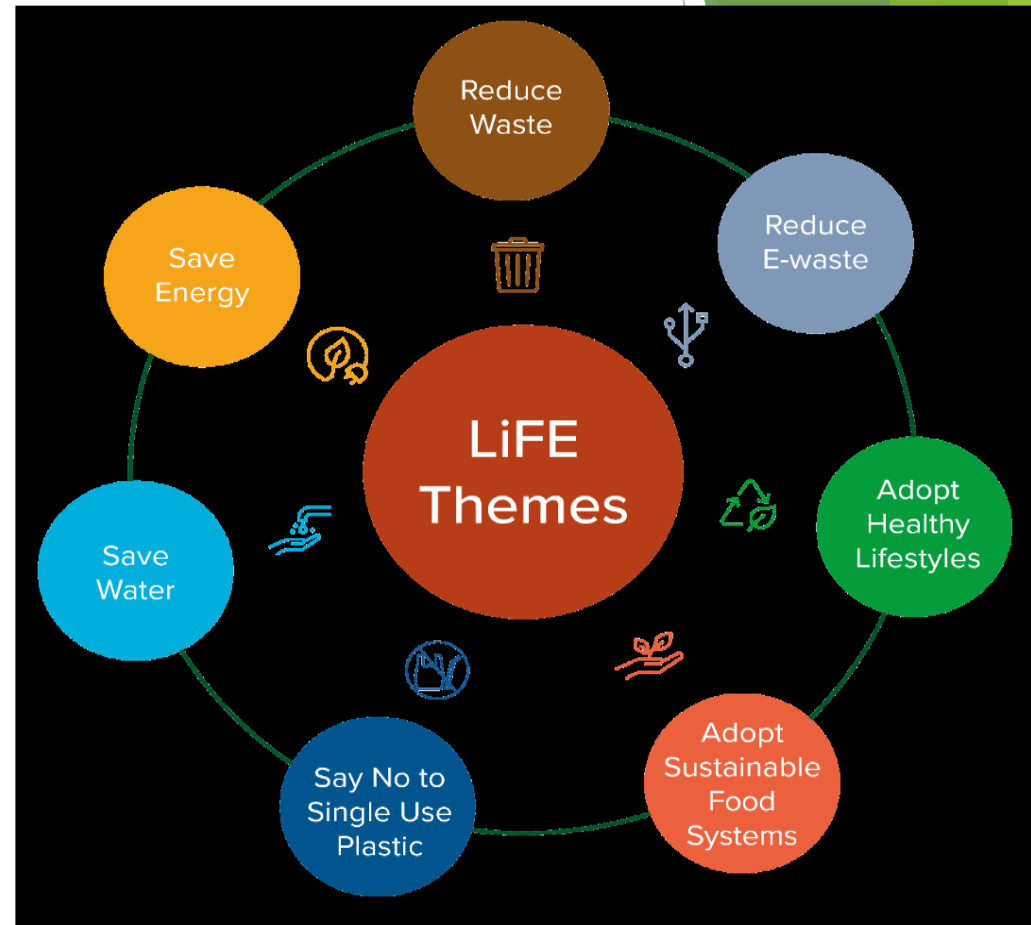 Reduce
Waste
Reduce
E-waste
Save
Energy
LiFE
Themes
Adopt
Healthy
Lifestyles
Save
Water
Adopt
Sustainable
Food
Systems
Say No to
Single Use
Plastic